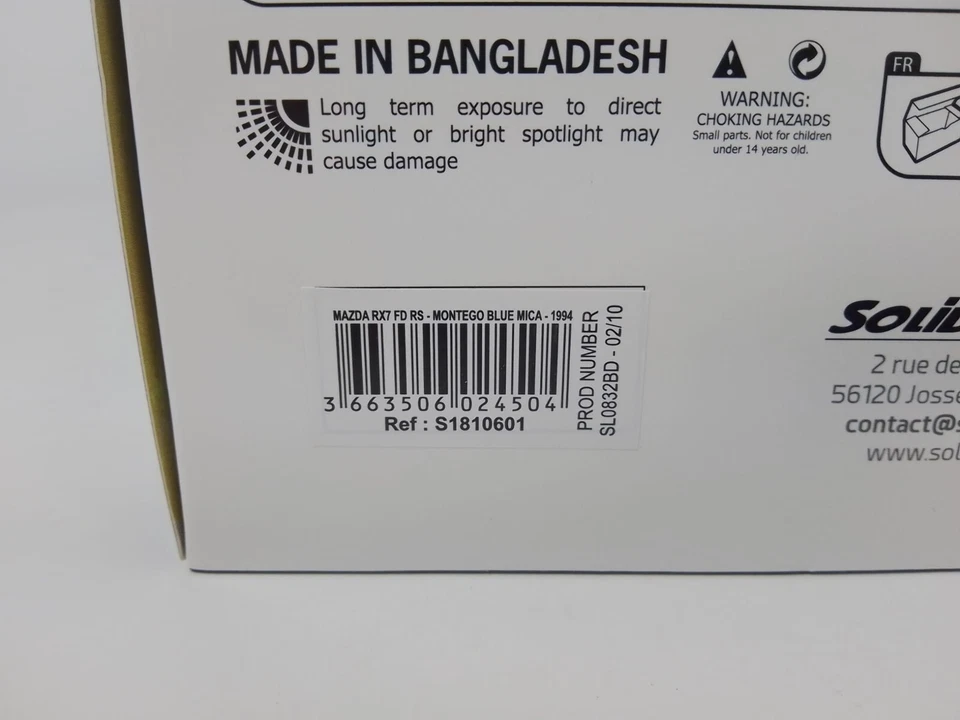 MADE IN BANGLADESH
Long term exposure to direct
sunlight or bright spotlight may
cause damage
WARNING:
CHOKING HAZARDS
Small parts. Not for children
under 14 years old.
FR
MAZDA RX7 FD RS - MONTEGO BLUE MICA - 1994
3 663506 024504
Ref : S1810601
PROD NUMBER
SL0832BD - 02/10
SOLID
2 rue de
56120 Josse
contact@s
www.sol